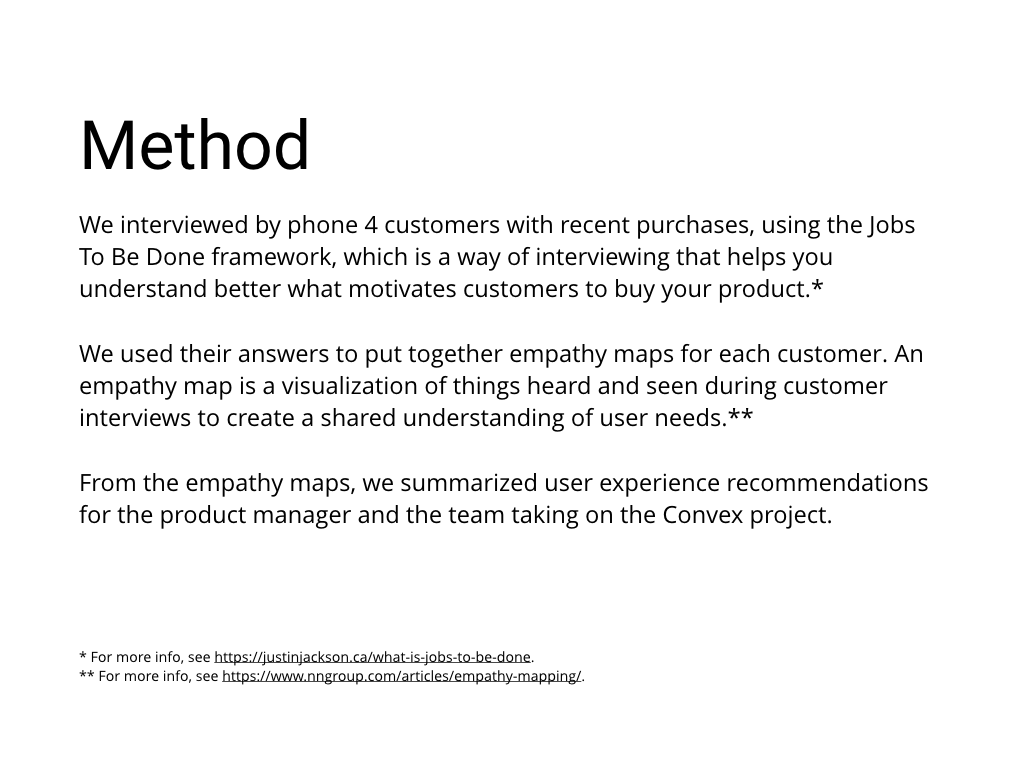 Method
We interviewed by phone 4 customers with recent purchases, using the Jobs
To Be Done framework, which is a way of interviewing that helps you
understand better what motivates customers to buy your product.*
We used their answers to put together empathy maps for each customer. An
empathy map is a visualization of things heard and seen during customer
interviews to create a shared understanding of user needs.**
From the empathy maps, we summarized user experience recommendations
for the product manager and the team taking on the Convex project.
* For more info, see https://justinjackson.ca/what-is-jobs-to-be-done.
** For more info, see https://www.nngroup.com/articles/empathy-mapping/.